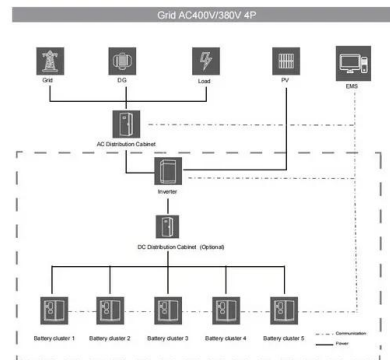 Grid AC400V/380V 4P
Grid
DG
Load
PV
EMS
AC Distribution Cabinet
Inverter
DC Distribution Cabinet (Optional)
Battery cluster 1
Battery cluster 2
Battery cluster 3
Battery cluster 4
Battery cluster 5
Communication
Power